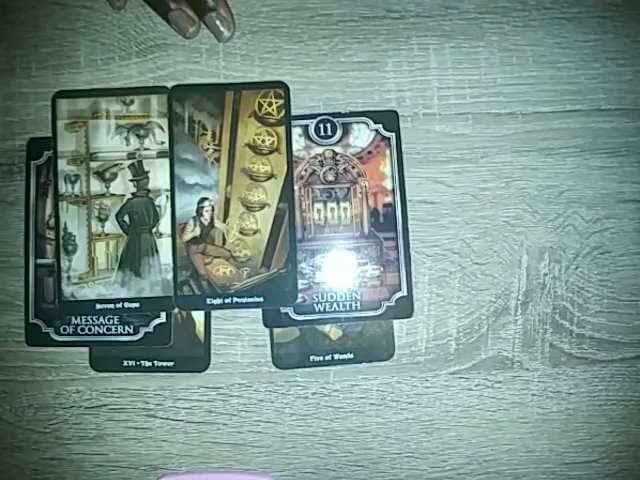 11
Seven of Cups
Eight of Pentacles
SUDDEN
WEALTH
MESSAGE
OF CONCERN
XVI • The Tower
Five of Wands